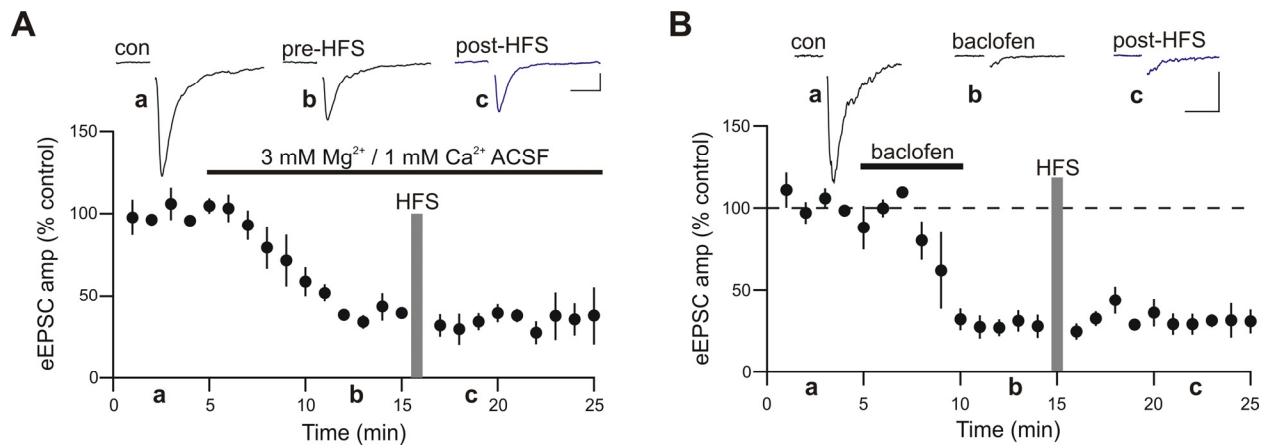 A
con
pre-HFS
post-HFS
a
b
c
150
3 mM Mg²⁺ / 1 mM Ca²⁺ ACSF
HFS
100
50
0
eEPSC amp (% control)
a
b
c
0
5
10
15
20
25
Time (min)
B
con
baclofen
post-HFS
a
b
c
150
baclofen
HFS
100
50
0
eEPSC amp (% control)
a
b
c
0
5
10
15
20
25
Time (min)